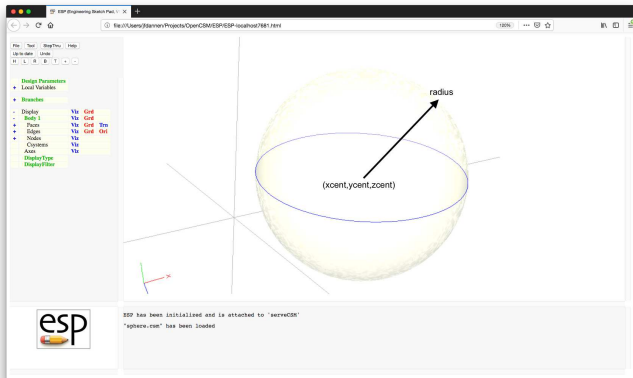 ESP (Engineering Sketch Pad, V
file:///Users/jfdannen/Projects/OpenCSM/ESP/ESP-localhost7681.html
100%
File Tool StepThru Help
Up to date Undo
H L R B T + -
Design Parameters
+ Local Variables
+ Branches
- Display Viz Grd
- Body 1 Viz Grd
+ Faces Viz Grd Trn
+ Edges Viz Grd Ori
+ Nodes Viz
Csystems Viz
Axes Viz
DisplayType
DisplayFilter
radius
(xcent,ycent,zcent)
x
esp
ESP has been initialized and is attached to 'serveCSM'
"sphere.csm" has been loaded